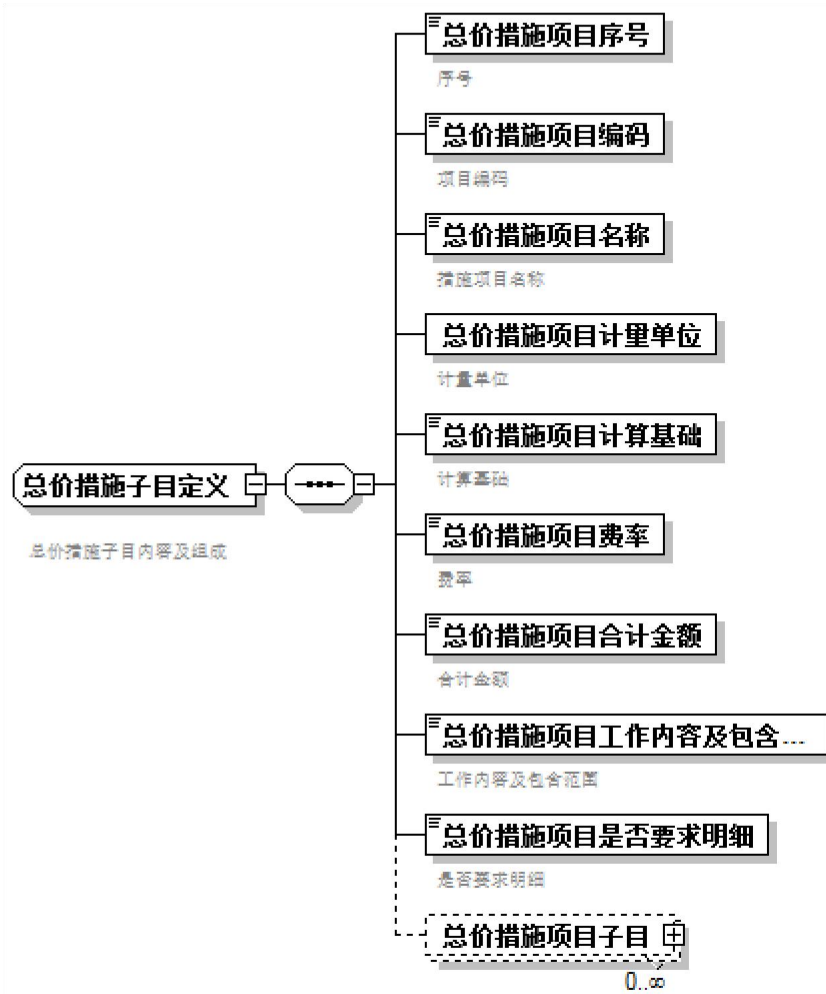 总价措施项目序号
序号
总价措施项目编码
项目编码
总价措施项目名称
措施项目名称
总价措施项目计量单位
计量单位
总价措施项目计算基础
计算基础
总价措施子目定义
总价措施子目内容及组成
总价措施项目费率
费率
总价措施项目合计金额
合计金额
总价措施项目工作内容及包含...
工作内容及包含范围
总价措施项目是否要求明细
是否要求明细
总价措施项目子目
0..∞